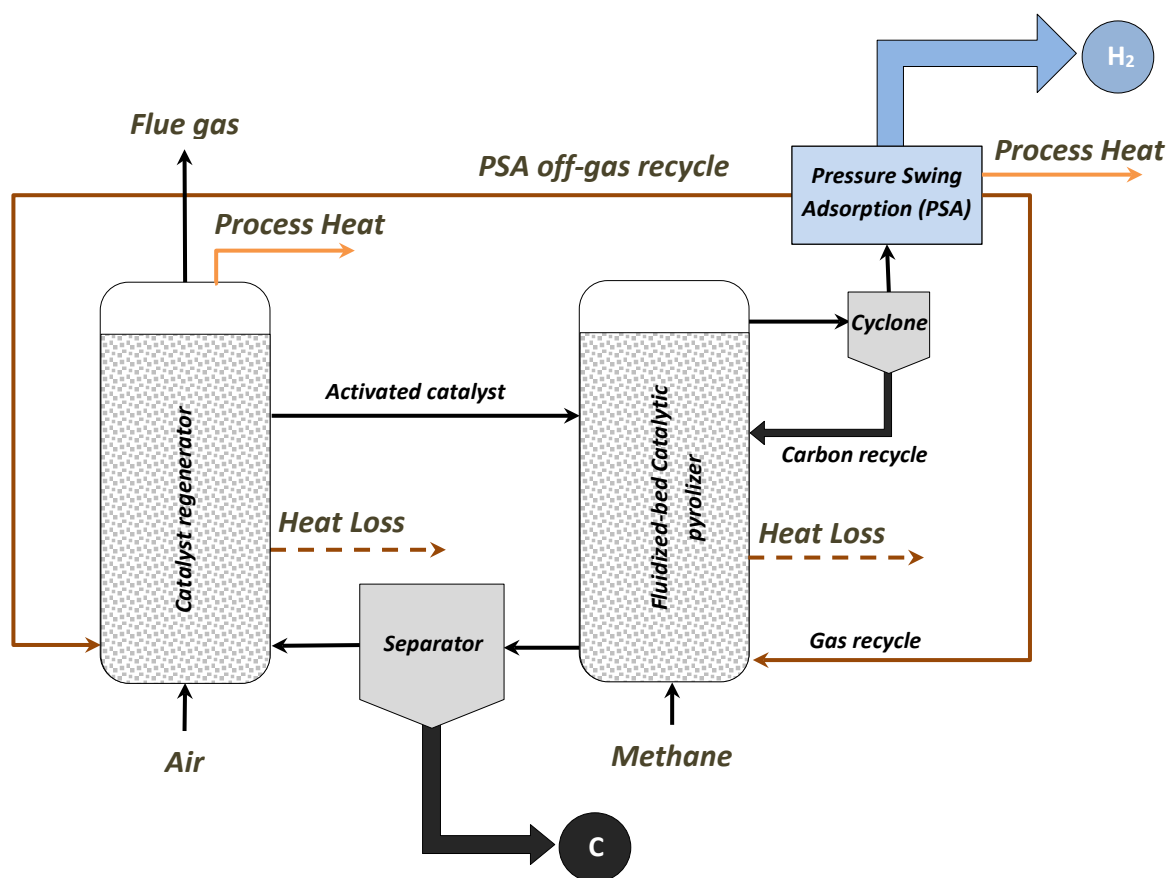 H₂
Flue gas
PSA off-gas recycle
Process Heat
Pressure Swing
Adsorption (PSA)
Process Heat
Cyclone
Activated catalyst
Carbon recycle
Catalyst regenerator
Fluidized-bed Catalytic
pyrolizer
Heat Loss
Heat Loss
Separator
Gas recycle
Air
Methane
C